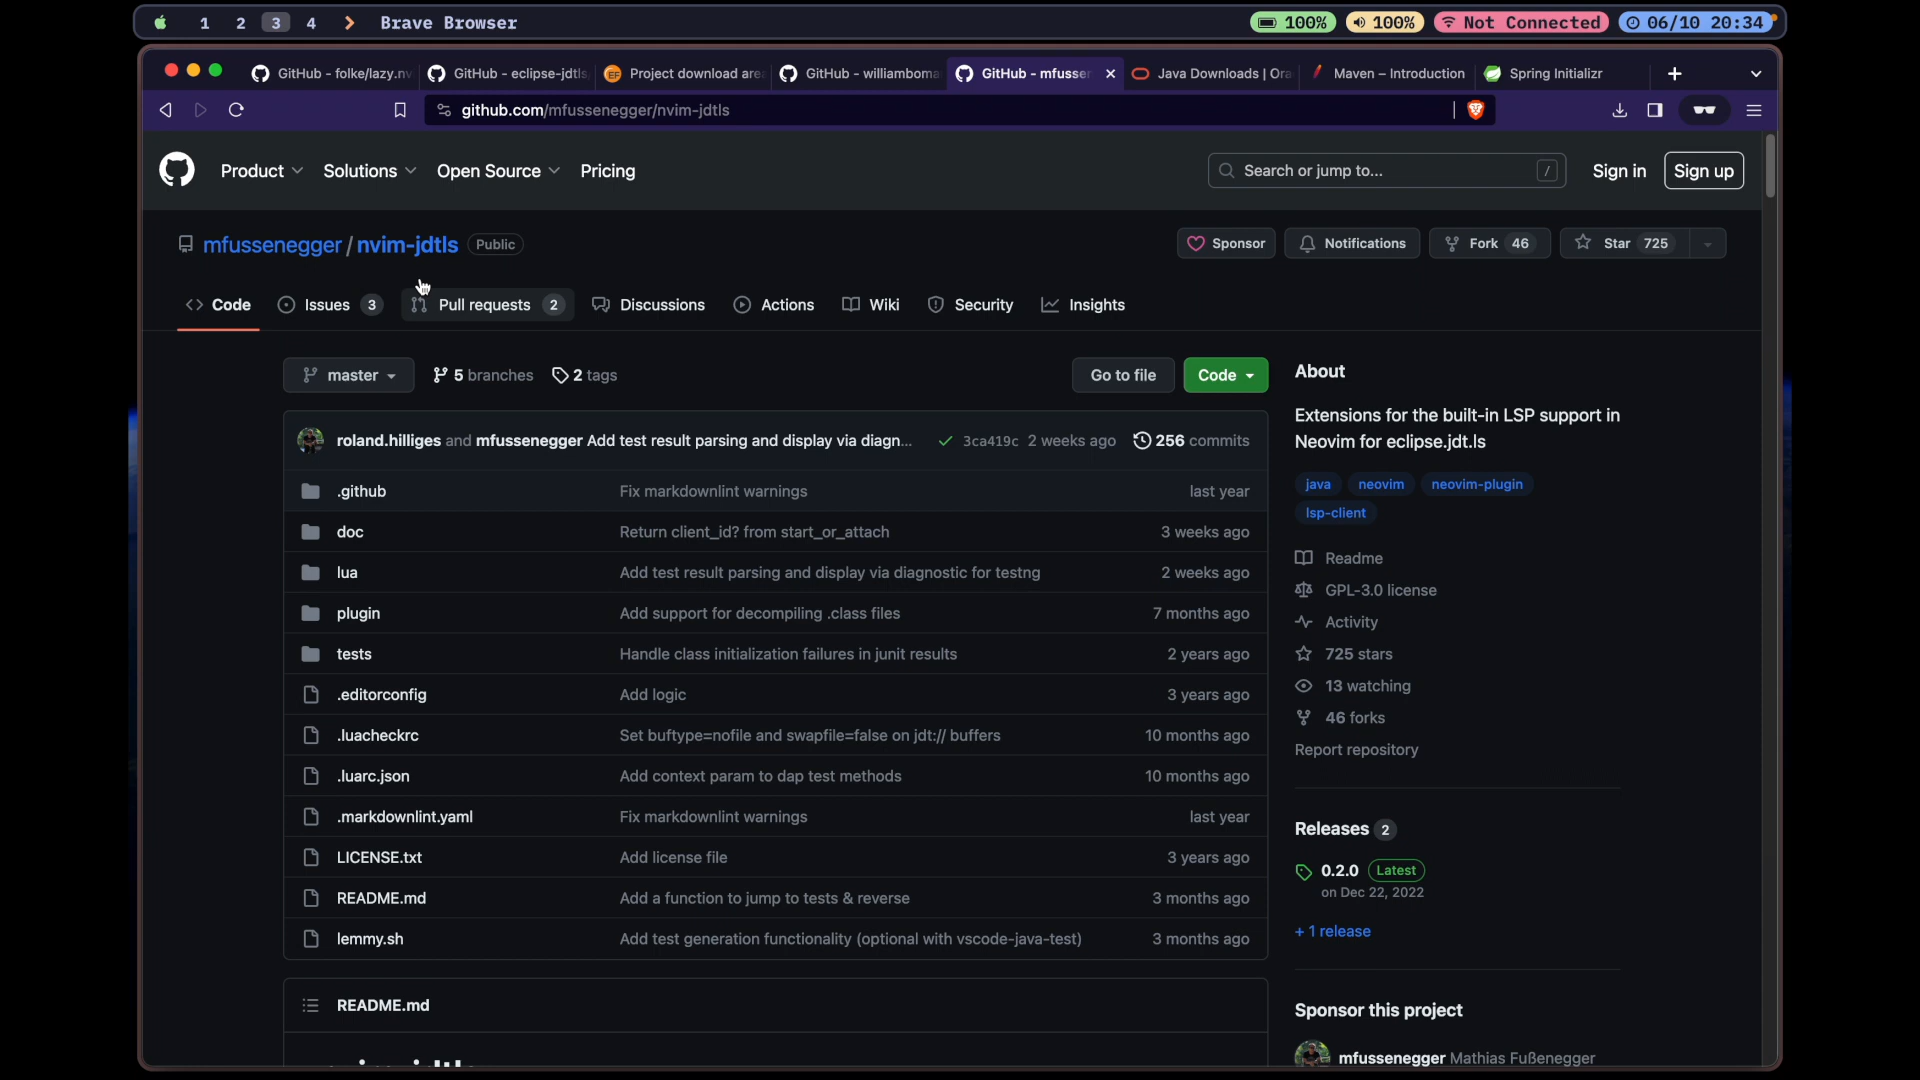 1 2 3 4 Brave Browser 100% 100% Not Connected 06/10 20:34
GitHub - folke/lazy.nv GitHub - eclipse-jdtls Project download area GitHub - williamboma GitHub - mfussen Java Downloads | Ora Maven – Introduction Spring Initializr
github.com/mfussenegger/nvim-jdtls
Product Solutions Open Source Pricing Search or jump to... / Sign in Sign up
mfussenegger / nvim-jdtls Public Sponsor Notifications Fork 46 Star 725
Code Issues 3 Pull requests 2 Discussions Actions Wiki Security Insights
master 5 branches 2 tags Go to file Code
roland.hilliges and mfussenegger Add test result parsing and display via diagn... 3ca419c 2 weeks ago 256 commits
.github Fix markdownlint warnings last year
doc Return client_id? from start_or_attach 3 weeks ago
lua Add test result parsing and display via diagnostic for testng 2 weeks ago
plugin Add support for decompiling .class files 7 months ago
tests Handle class initialization failures in junit results 2 years ago
.editorconfig Add logic 3 years ago
.luacheckrc Set buftype=nofile and swapfile=false on jdt:// buffers 10 months ago
.luarc.json Add context param to dap test methods 10 months ago
.markdownlint.yaml Fix markdownlint warnings last year
LICENSE.txt Add license file 3 years ago
README.md Add a function to jump to tests & reverse 3 months ago
lemmy.sh Add test generation functionality (optional with vscode-java-test) 3 months ago
README.md
About
Extensions for the built-in LSP support in
Neovim for eclipse.jdt.ls
java neovim neovim-plugin
lsp-client
Readme
GPL-3.0 license
Activity
725 stars
13 watching
46 forks
Report repository
Releases 2
0.2.0 Latest
on Dec 22, 2022
+ 1 release
Sponsor this project
mfussenegger Mathias Fußenegger